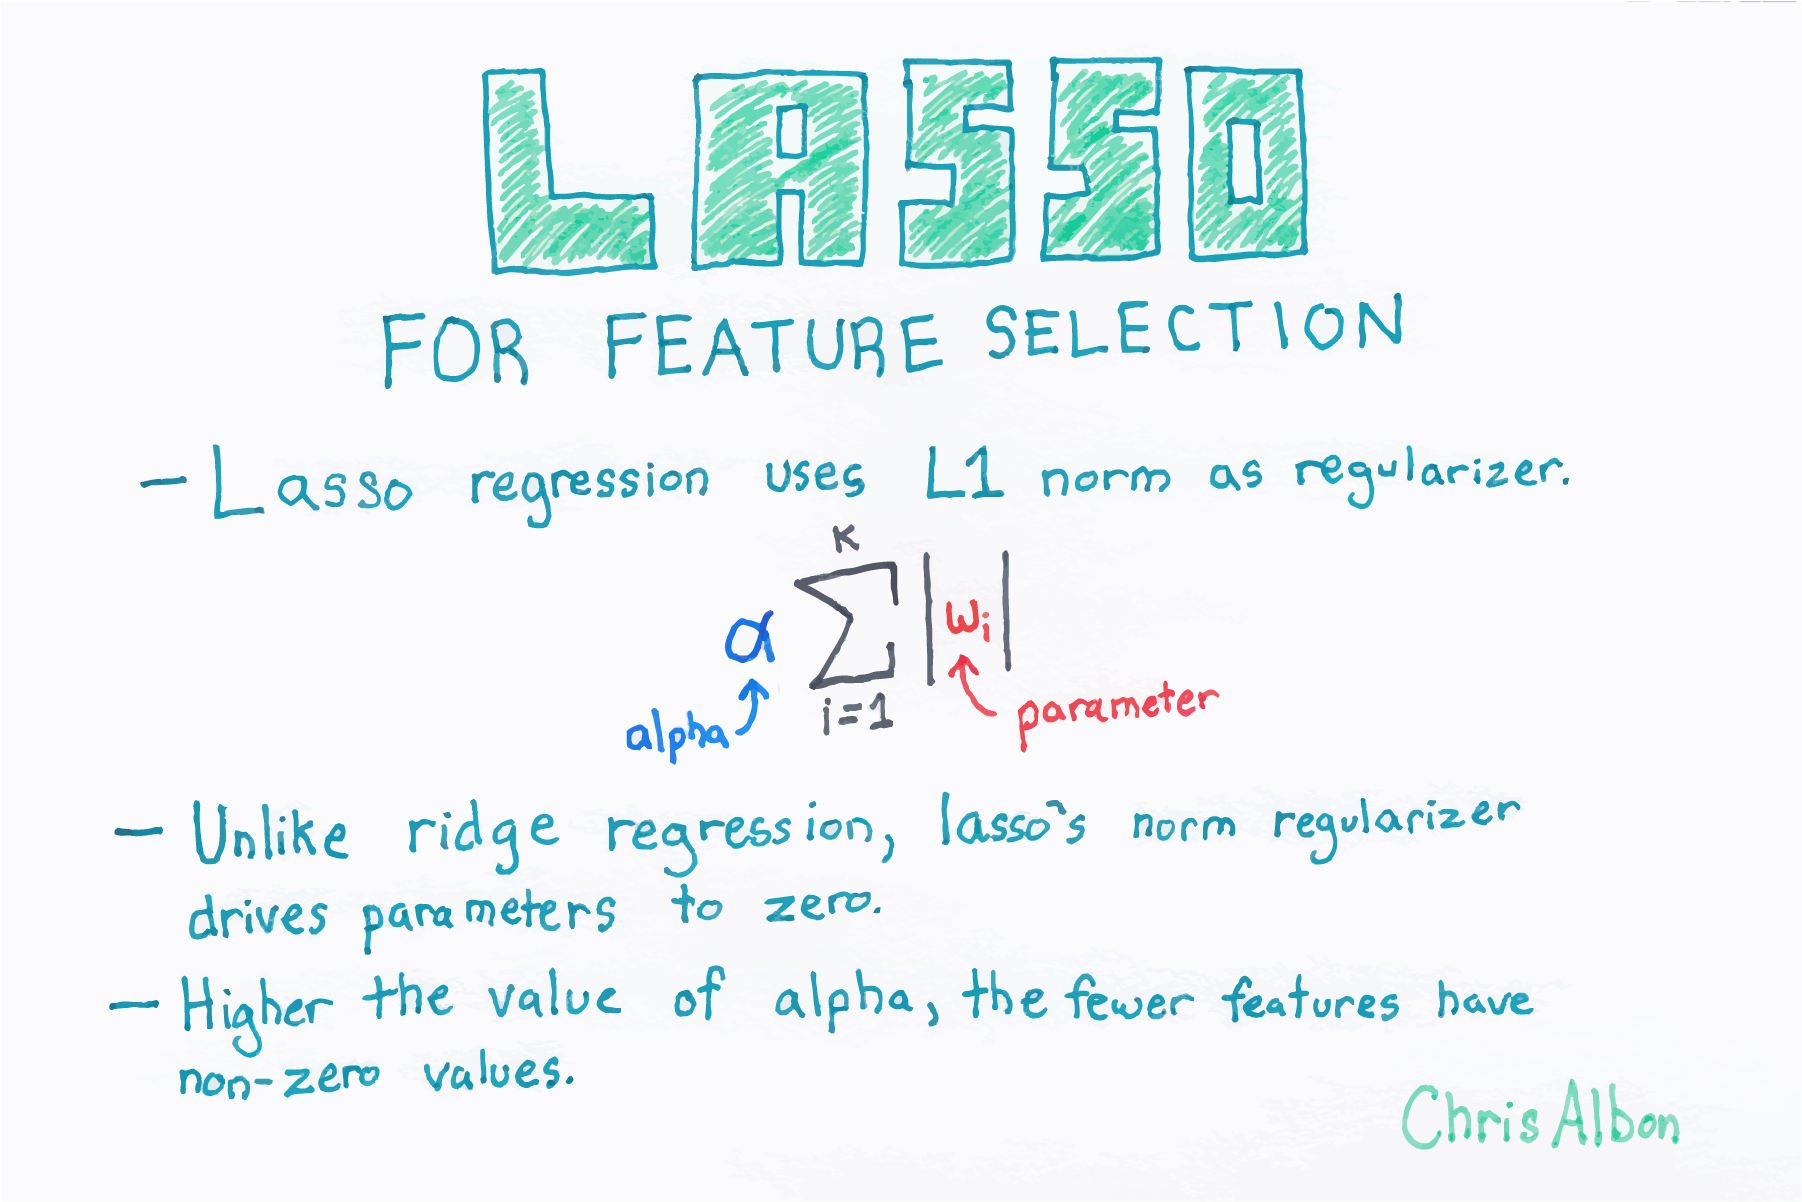 LASSO
FOR FEATURE SELECTION
— Lasso regression uses L1 norm as regularizer.
K
α Σ |wi|
i=1
alpha
parameter
— Unlike ridge regression, lasso's norm regularizer
drives parameters to zero.
— Higher the value of alpha, the fewer features have
non-zero values.
Chris Albon